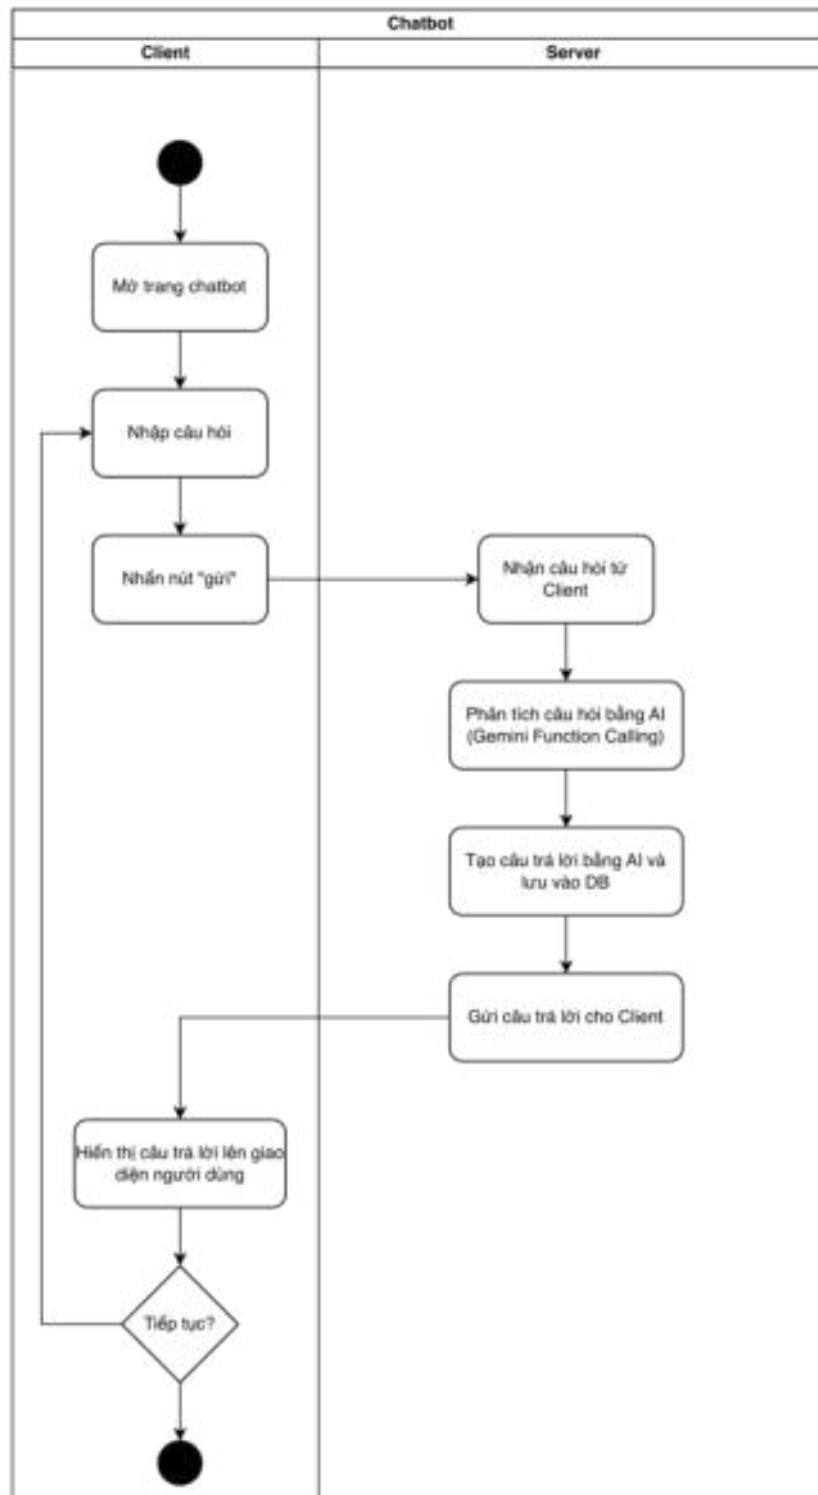 Chatbot
Client
Server
Mở trang chatbot
Nhập câu hỏi
Nhấn nút "gửi"
Nhận câu hỏi từ
Client
Phân tích câu hỏi bằng AI
(Gemini Function Calling)
Tạo câu trả lời bằng AI và
lưu vào DB
Gửi câu trả lời cho Client
Hiển thị câu trả lời lên giao
diện người dùng
Tiếp tục?